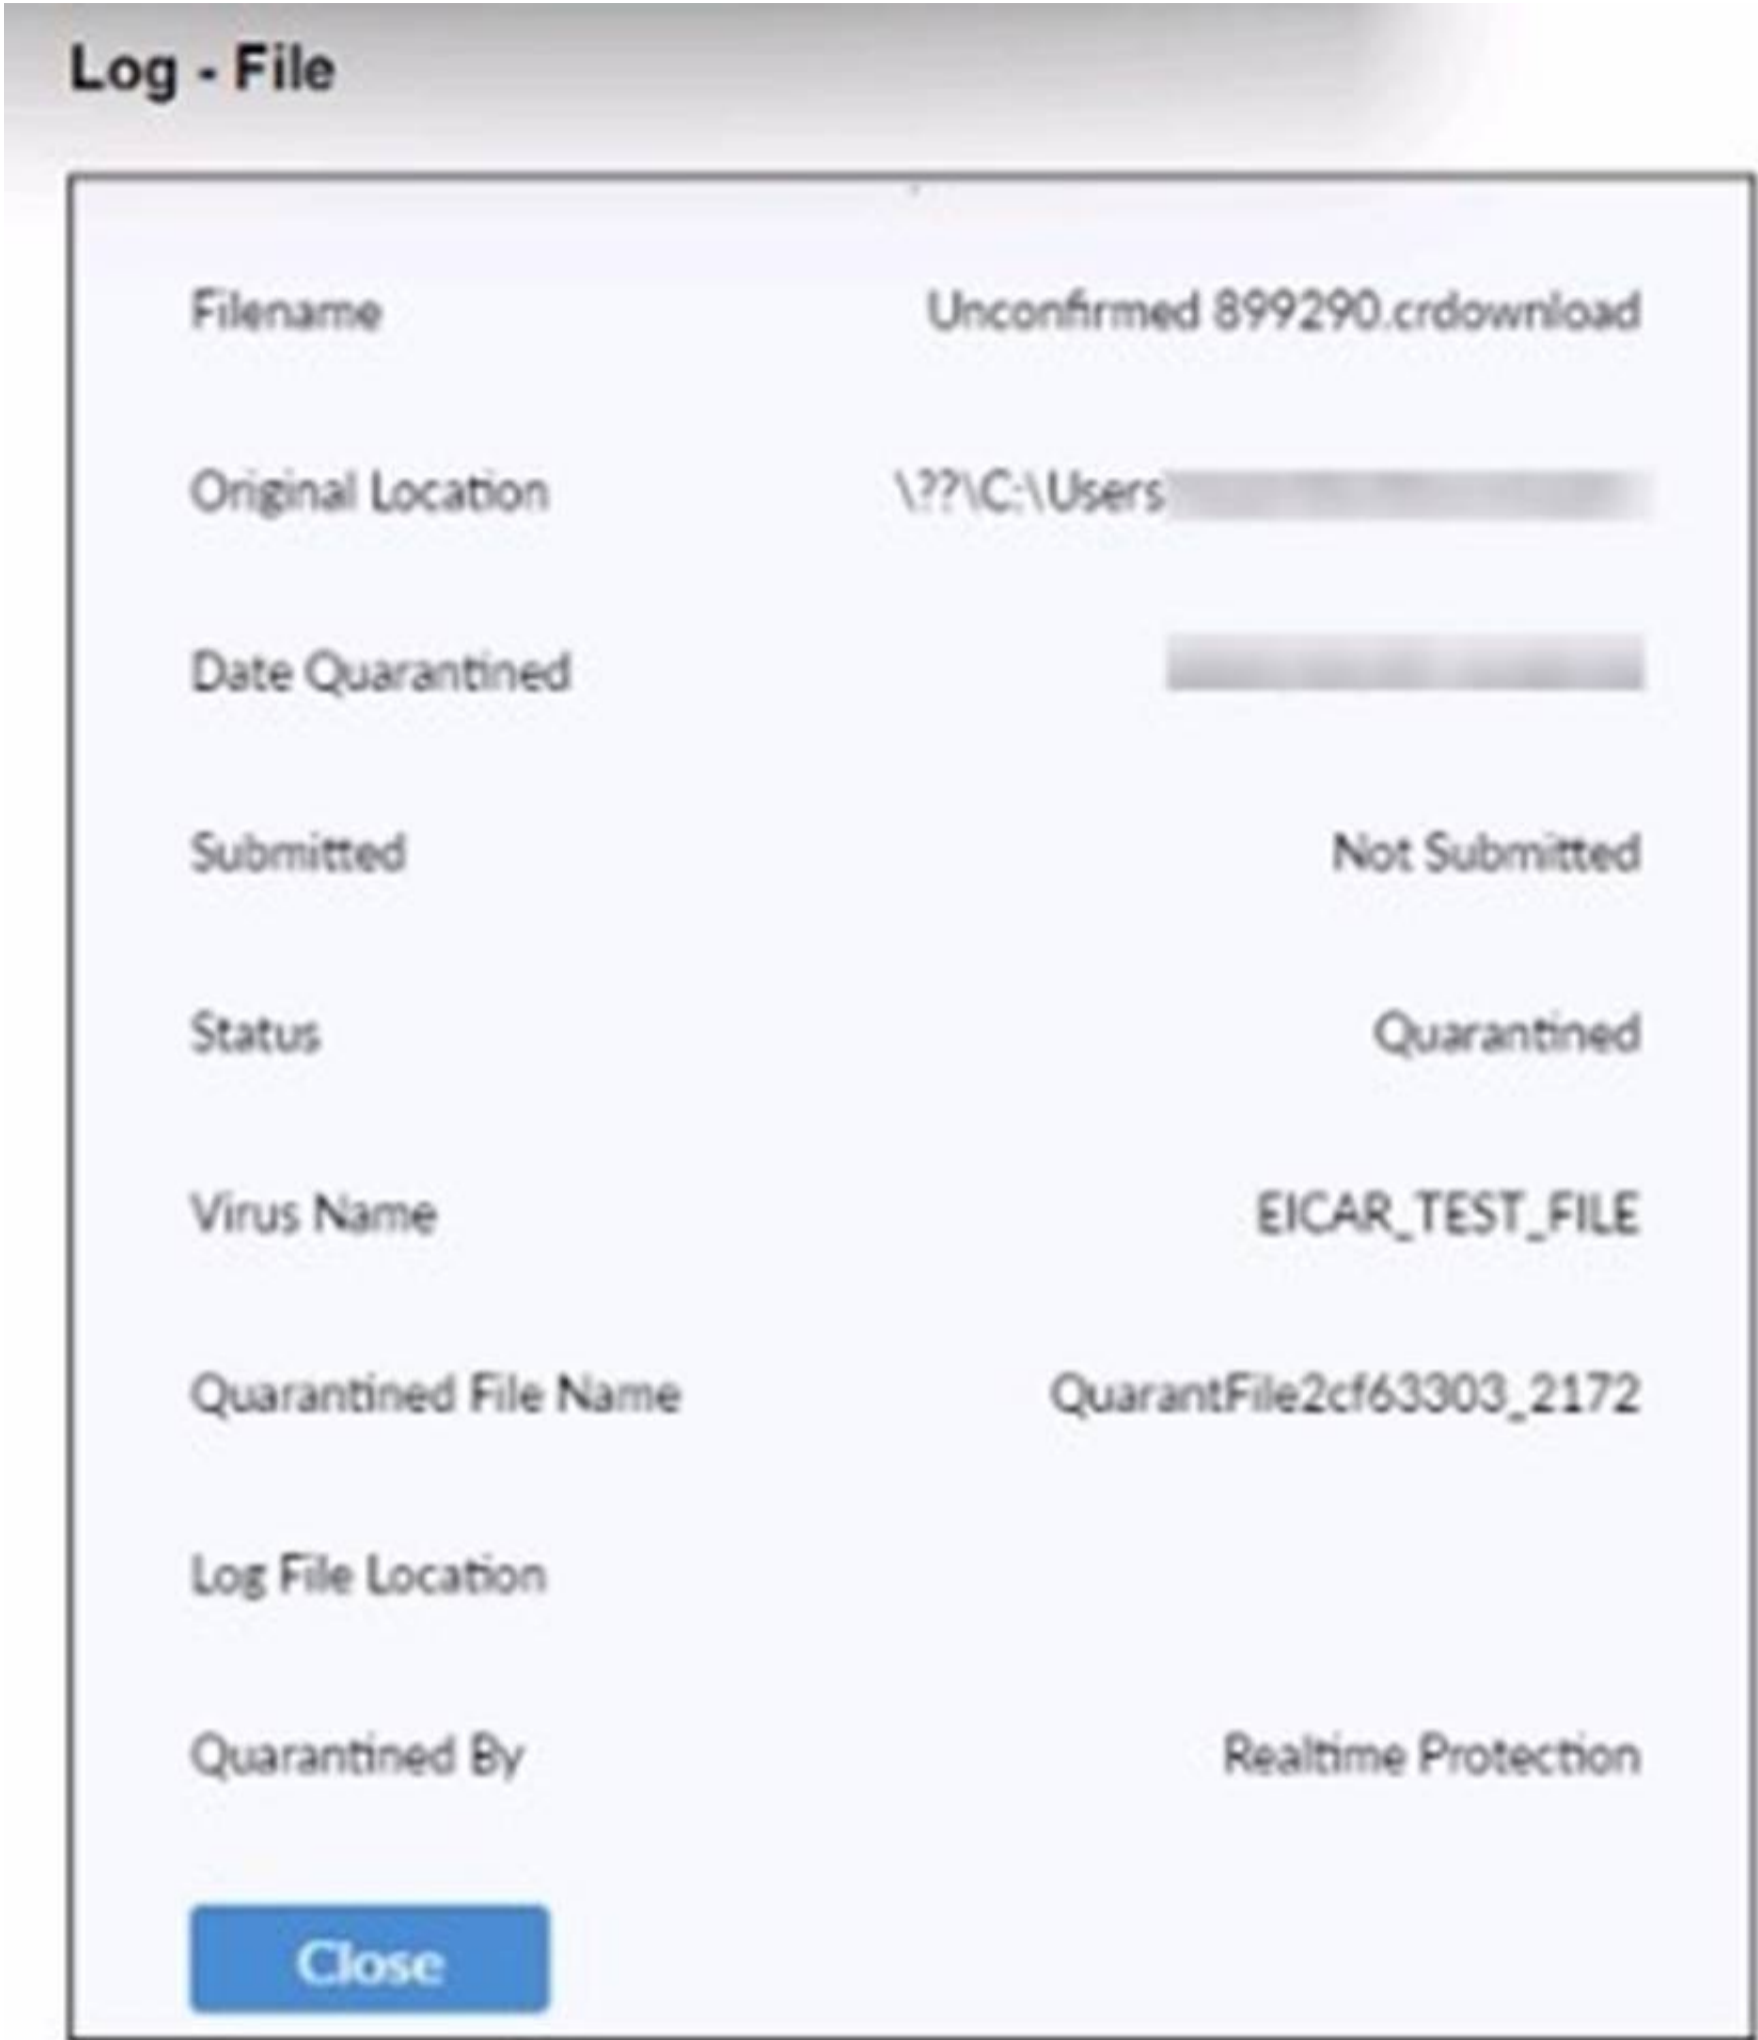 Log - File
Filename Unconfirmed 899290.crdownload
Original Location \??\C:\Users
Date Quarantined
Submitted Not Submitted
Status Quarantined
Virus Name EICAR_TEST_FILE
Quarantined File Name QuarantFile2cf63303_2172
Log File Location
Quarantined By Realtime Protection
Close